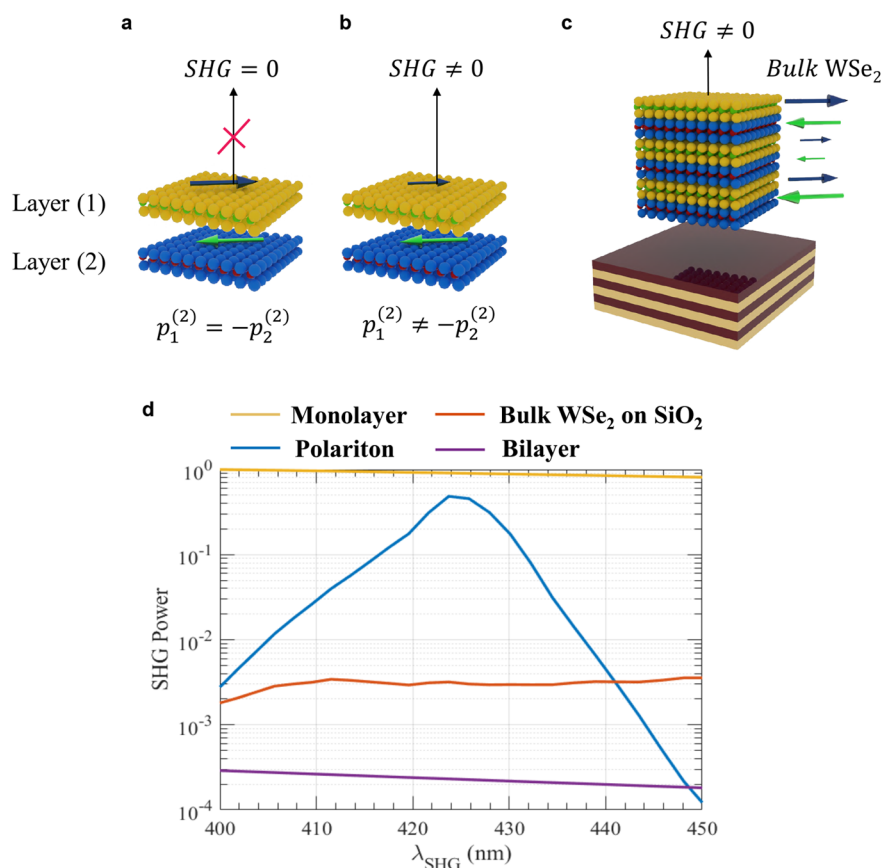 a
b
c
SHG = 0
SHG ≠ 0
SHG ≠ 0
Bulk WSe₂
Layer (1)
Layer (2)
p₁⁽²⁾ = −p₂⁽²⁾
p₁⁽²⁾ ≠ −p₂⁽²⁾
d
Monolayer
Bulk WSe₂ on SiO₂
Polariton
Bilayer
10⁰
10⁻¹
10⁻²
10⁻³
10⁻⁴
SHG Power
400 410 420 430 440 450
λSHG (nm)